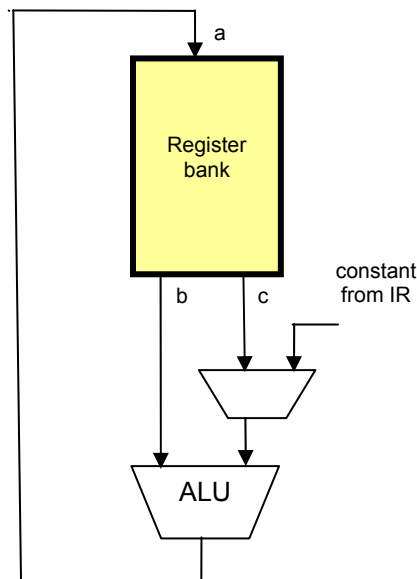 a
Register
bank
b
c
constant
from IR
ALU